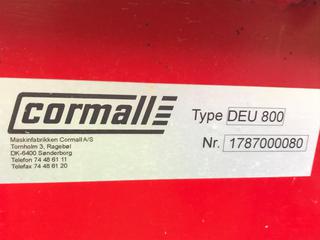 cormall
Maskinfabrikken Cormall A/S
Tornholm 3, Ragebøl
DK-6400 Sønderborg
Telefon 74 48 61 11
Telefax 74 48 61 20
Type DEU 800
Nr. 1787000080